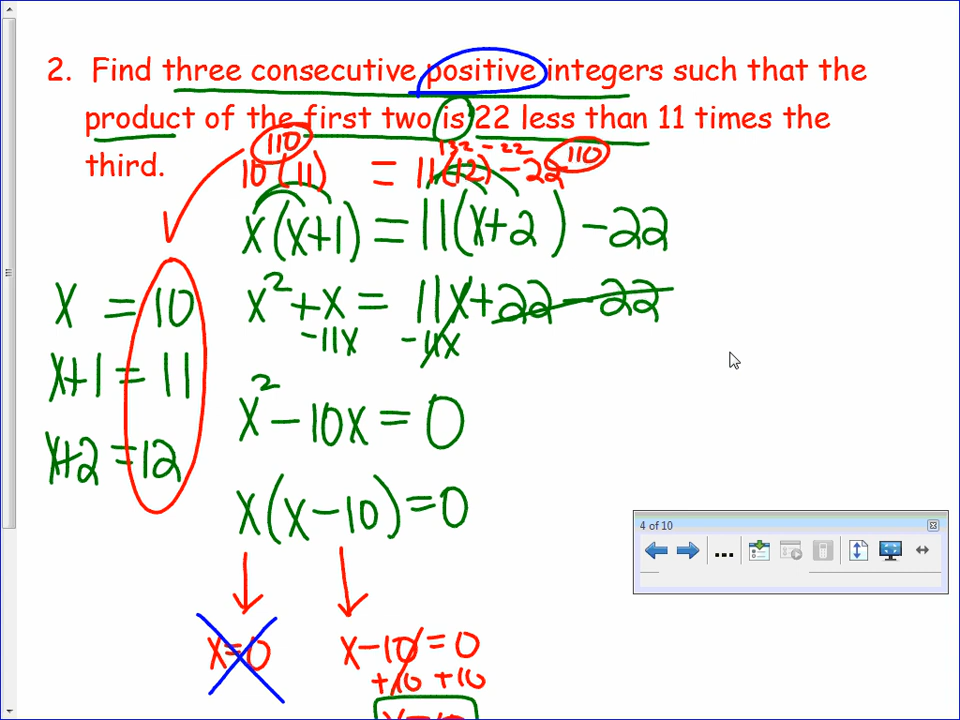 2. Find three consecutive positive integers such that the
product of the first two is 22 less than 11 times the
third.
110
132 - 22
110
10(11) = 11(12) - 22
x(x+1) = 11(x+2) - 22
x² + x = 11x + 22 - 22
-11x -11x
x² - 10x = 0
x(x - 10) = 0
x = 10
x+1 = 11
x+2 = 12
x=0
x - 10 = 0
+10 +10
4 of 10
...